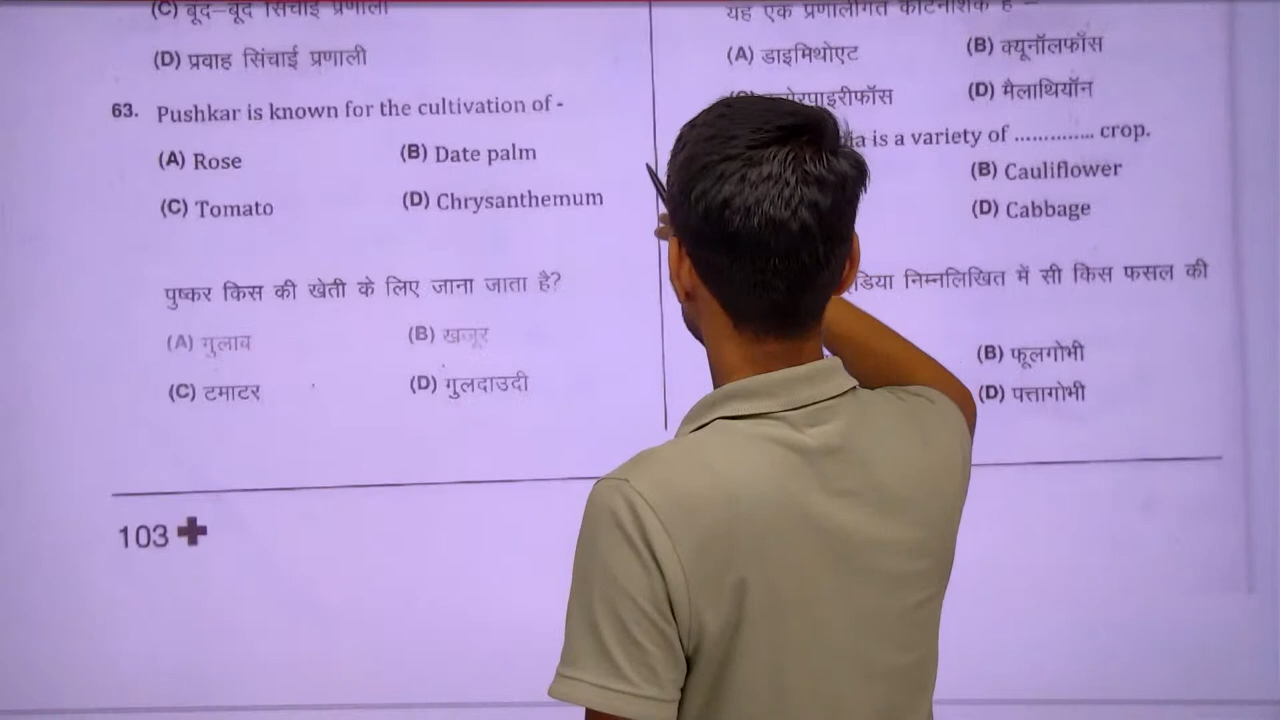 (C) बूंद–बूंद सिंचाई प्रणाली
(D) प्रवाह सिंचाई प्रणाली
63. Pushkar is known for the cultivation of -
(A) Rose
(B) Date palm
(C) Tomato
(D) Chrysanthemum
पुष्कर किस की खेती के लिए जाना जाता है?
(A) गुलाव
(B) खजूर
(C) टमाटर
(D) गुलदाउदी
103
यह एक प्रणालीगत कीटनाशक है –
(A) डाइमिथोएट
(B) क्यूनॉलफॉस
(D) मैलाथियॉन
is a variety of .............. crop.
(B) Cauliflower
(D) Cabbage
निम्नलिखित में सी किस फसल की
(B) फूलगोभी
(D) पत्तागोभी